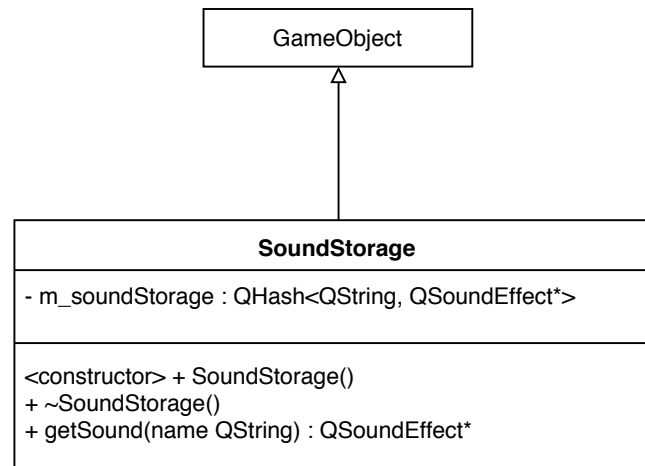 GameObject
SoundStorage
- m_soundStorage : QHash<QString, QSoundEffect*>
<constructor> + SoundStorage()
+ ~SoundStorage()
+ getSound(name QString) : QSoundEffect*